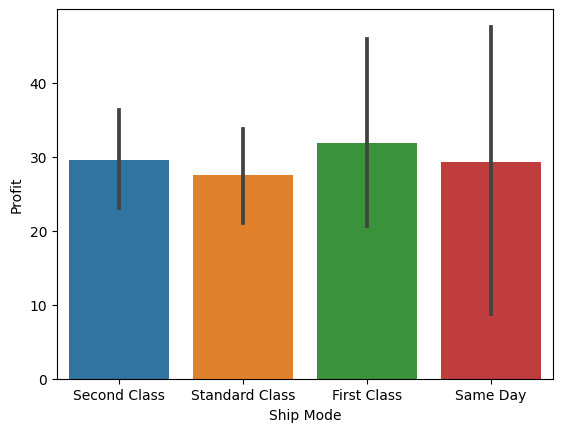 Profit
40
30
20
10
0
Second Class
Standard Class
First Class
Same Day
Ship Mode